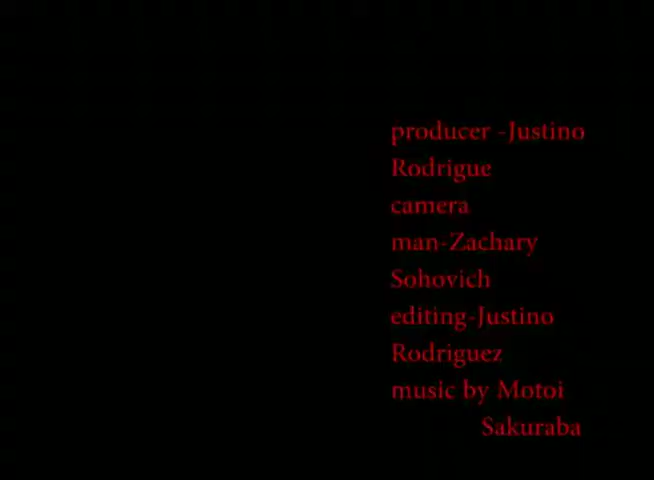 producer -Justino
Rodrigue
camera
man-Zachary
Sohovich
editing-Justino
Rodriguez
music by Motoi
Sakuraba